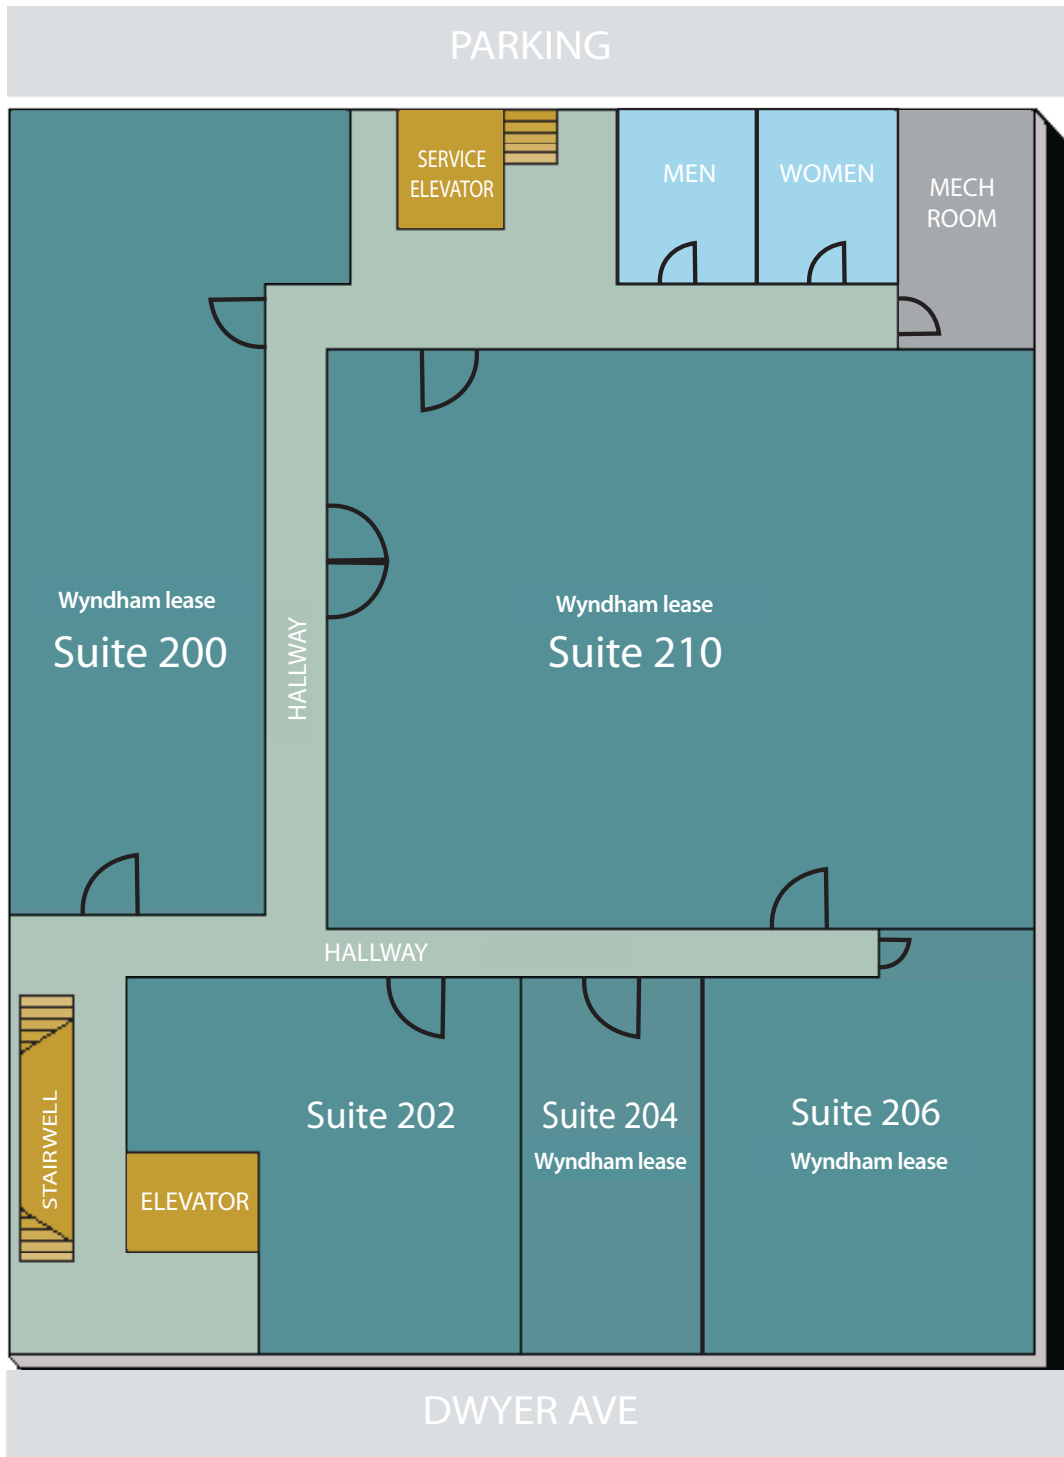 PARKING
SERVICE
ELEVATOR
MEN
WOMEN
MECH
ROOM
Wyndham lease
Suite 200
HALLWAY
Wyndham lease
Suite 210
HALLWAY
STAIRWELL
ELEVATOR
Suite 202
Suite 204
Wyndham lease
Suite 206
Wyndham lease
DWYER AVE